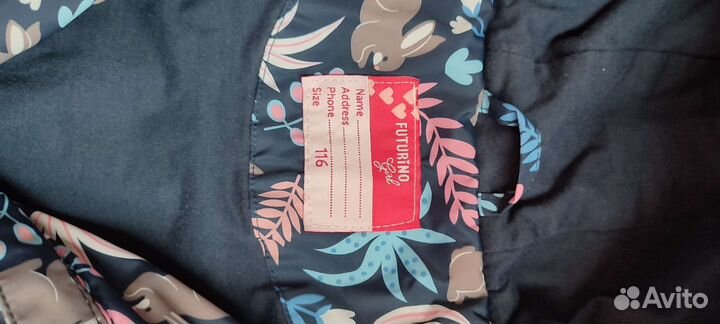 FUTURINO
Girl
Name..................
Address..................
Phone..................
Size 116
Avito